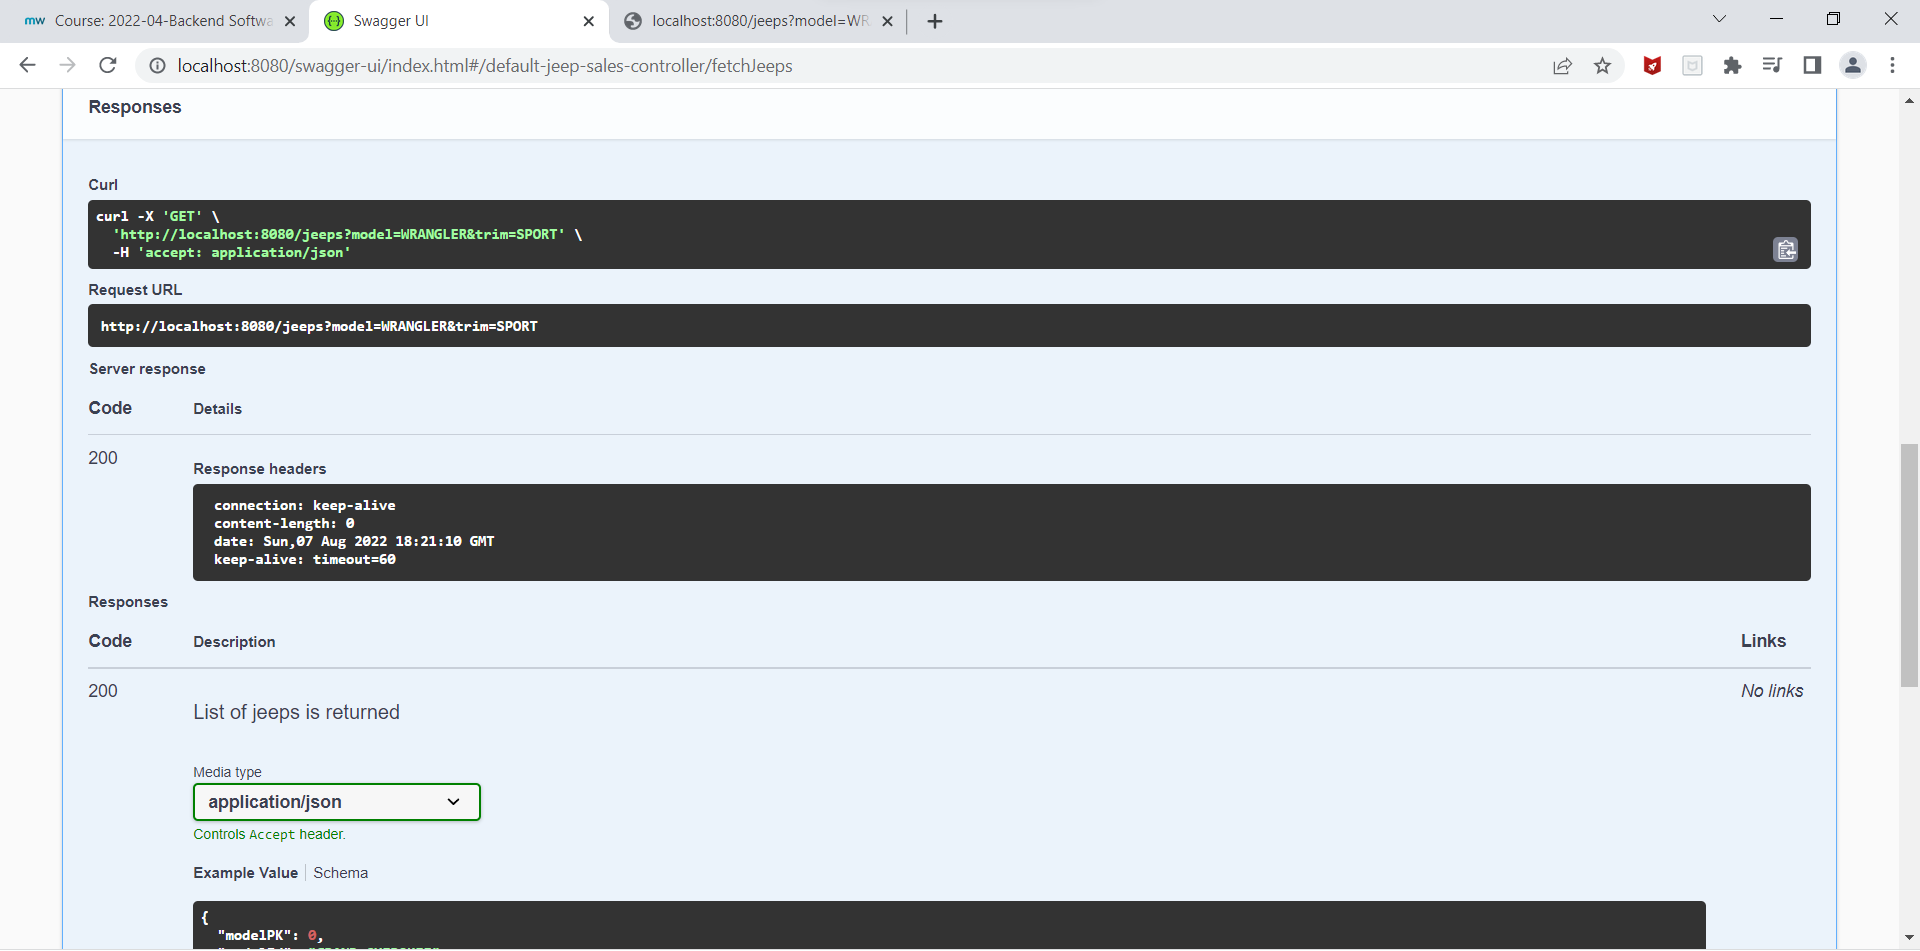 mw Course: 2022-04-Backend Softwa
Swagger UI
localhost:8080/jeeps?model=WR
localhost:8080/swagger-ui/index.html#/default-jeep-sales-controller/fetchJeeps
Responses
Curl
curl -X 'GET' \
'http://localhost:8080/jeeps?model=WRANGLER&trim=SPORT' \
-H 'accept: application/json'
Request URL
http://localhost:8080/jeeps?model=WRANGLER&trim=SPORT
Server response
Code Details
200
Response headers
connection: keep-alive
content-length: 0
date: Sun,07 Aug 2022 18:21:10 GMT
keep-alive: timeout=60
Responses
Code Description Links
200 No links
List of jeeps is returned
Media type
application/json
Controls Accept header.
Example Value Schema
{
"modelPK": 0,